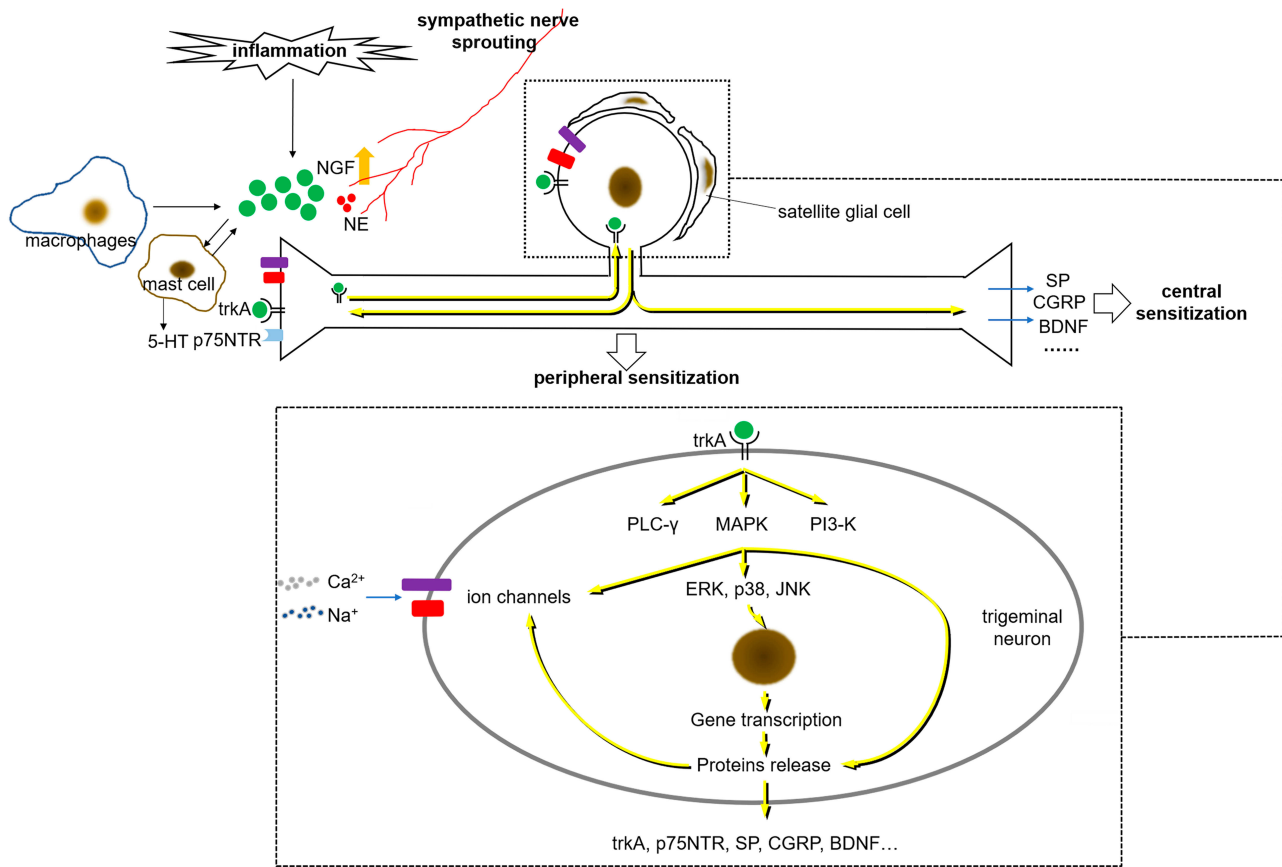 sympathetic nerve
sprouting
inflammation
NGF
NE
macrophages
mast cell
trkA
5-HT
p75NTR
satellite glial cell
SP
CGRP
BDNF
......
central
sensitization
peripheral sensitization
trkA
PLC-γ
MAPK
PI3-K
Ca²⁺
Na⁺
ion channels
ERK, p38, JNK
trigeminal
neuron
Gene transcription
Proteins release
trkA, p75NTR, SP, CGRP, BDNF...